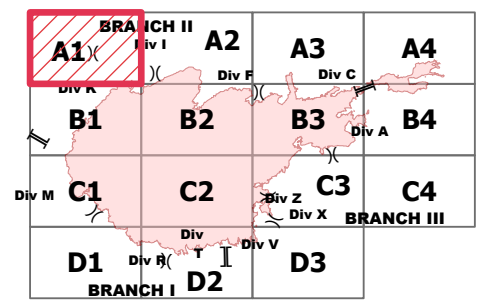 BRANCH II
A1
Div I
A2
A3
A4
Div F
Div C
Div K
B1
B2
B3
Div A
B4
Div M
C1
C2
C3
C4
Div Z
Div X
BRANCH III
Div T
Div V
D1
Div R
D2
D3
BRANCH I